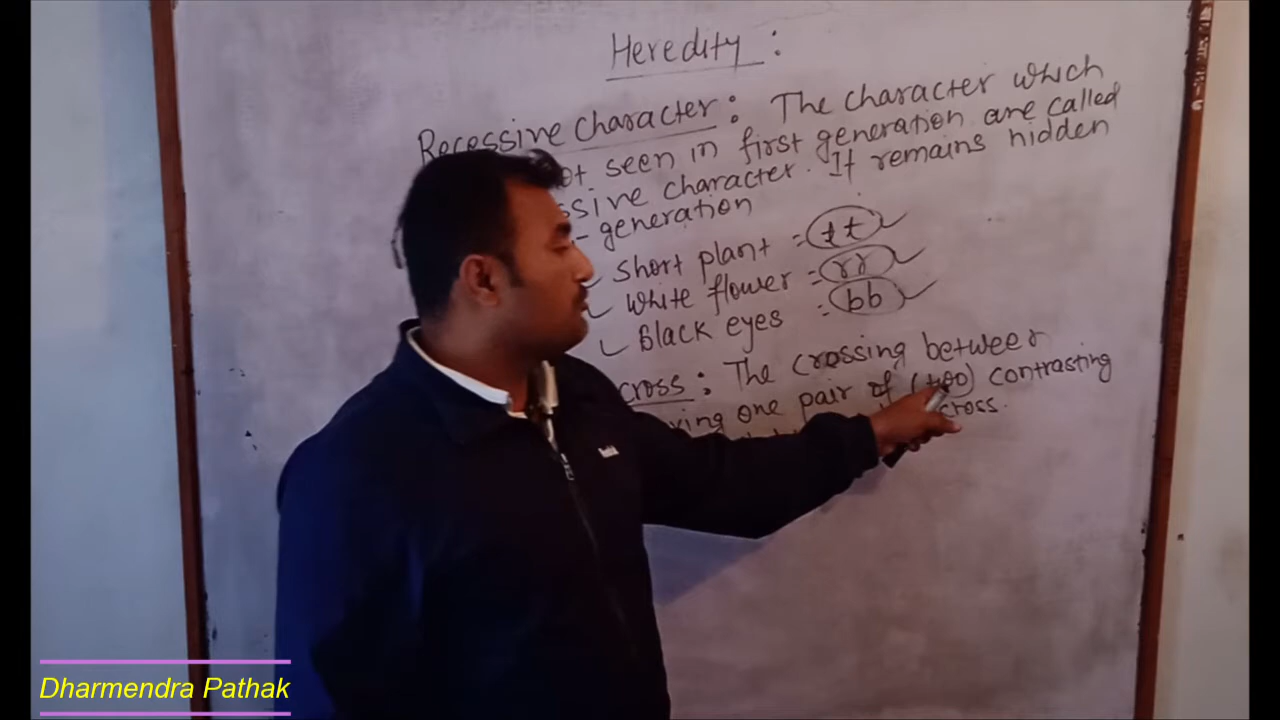 Heredity :
Recessive character : The character which
ot seen in first generation are called
ssive character. It remains hidden
- generation
short plant = tt
white flower = rr
Black eyes = bb
cross : The crossing between
ving one pair of (two) contrasting
cross.
Dharmendra Pathak